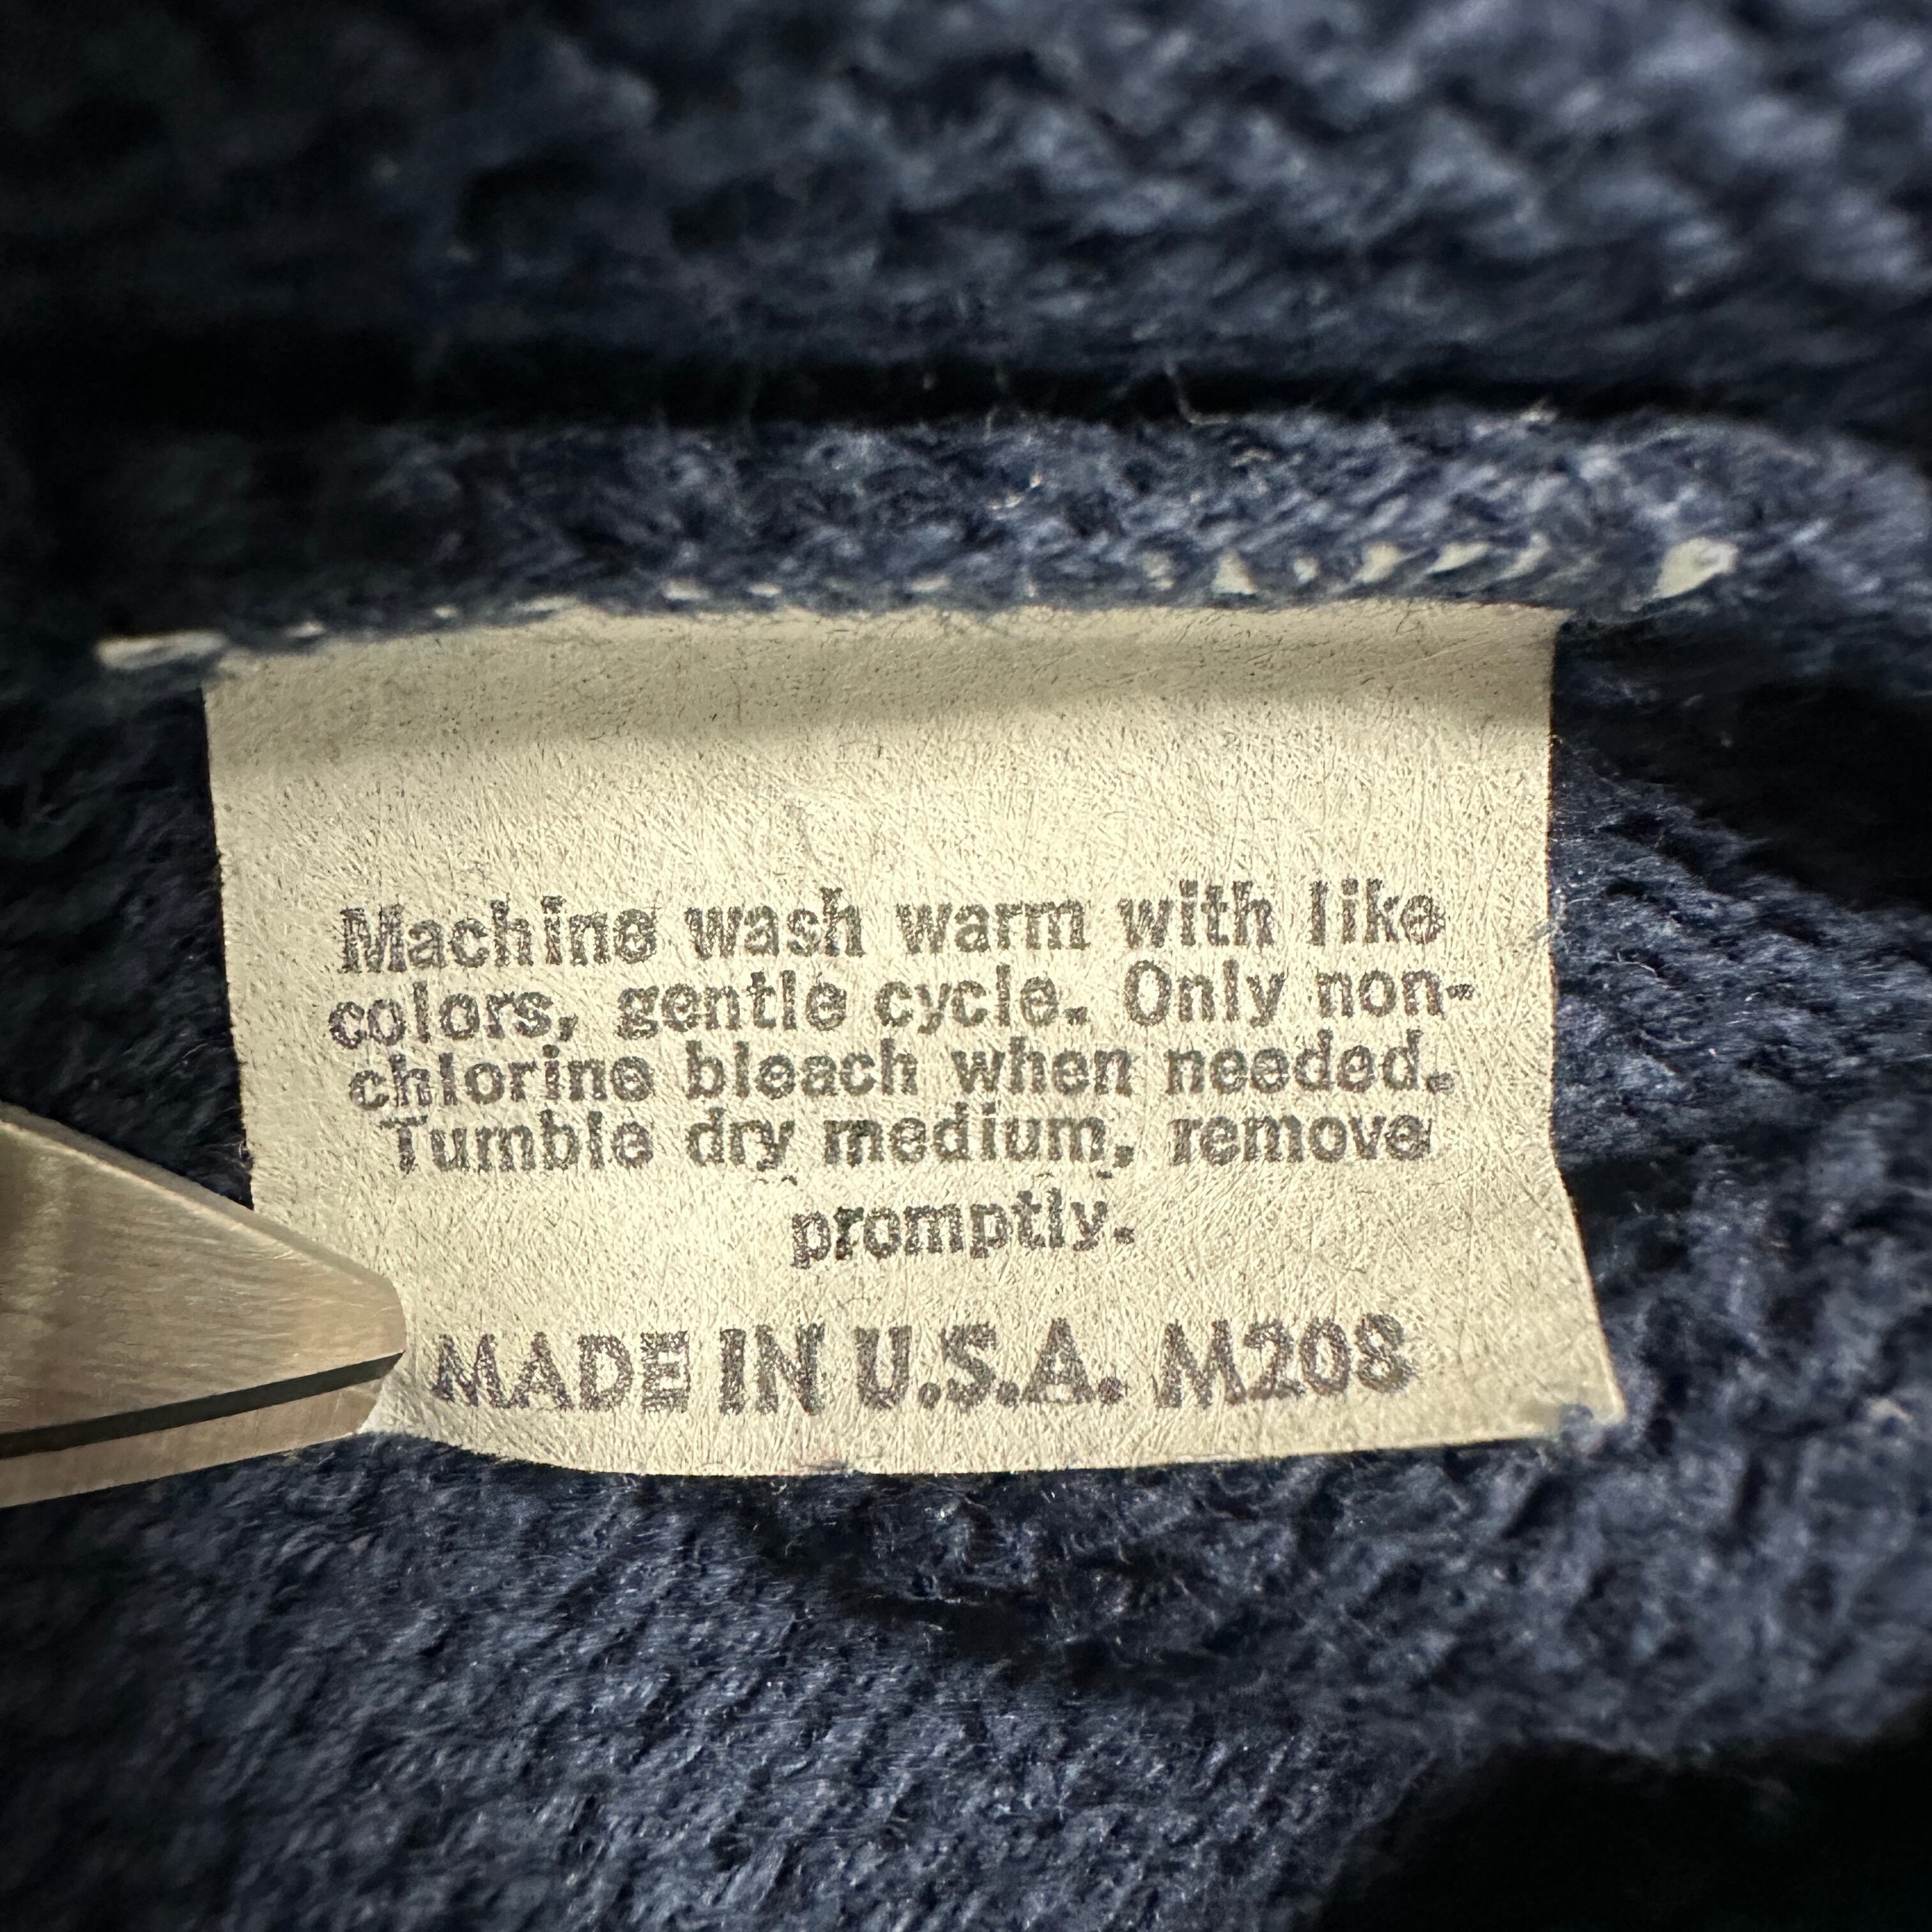 Machine wash warm with like
colors, gentle cycle. Only non-
chlorine bleach when needed.
Tumble dry medium, remove
promptly.
MADE IN U.S.A. M208